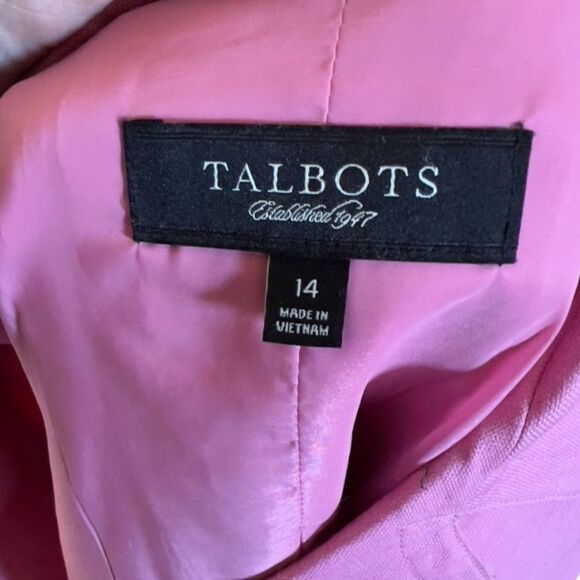 TALBOTS
Established 1947
14
MADE IN
VIETNAM